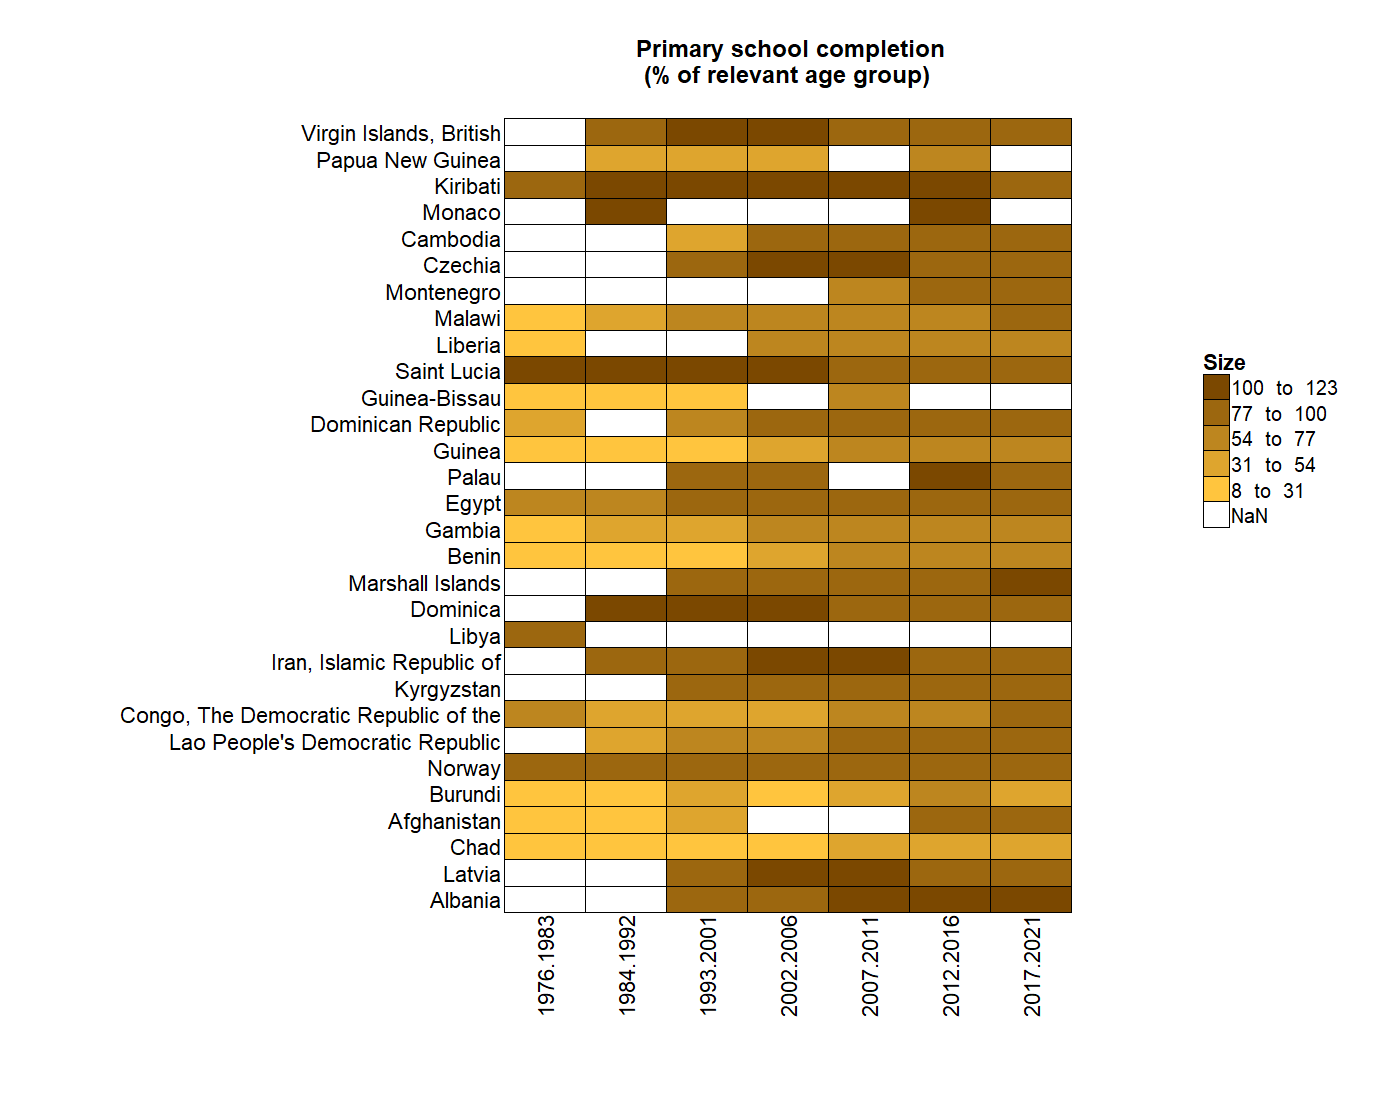 Primary school completion
(% of relevant age group)
Virgin Islands, British
Papua New Guinea
Kiribati
Monaco
Cambodia
Czechia
Montenegro
Malawi
Liberia
Saint Lucia
Guinea-Bissau
Dominican Republic
Guinea
Palau
Egypt
Gambia
Benin
Marshall Islands
Dominica
Libya
Iran, Islamic Republic of
Kyrgyzstan
Congo, The Democratic Republic of the
Lao People's Democratic Republic
Norway
Burundi
Afghanistan
Chad
Latvia
Albania
1976.1983
1984.1992
1993.2001
2002.2006
2007.2011
2012.2016
2017.2021
Size
100 to 123
77 to 100
54 to 77
31 to 54
8 to 31
NaN